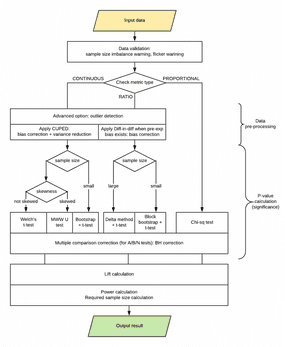 Input data
Data validation:
sample size imbalance warning, flicker warning
CONTINUOUS
Check metric type
PROPORTIONAL
RATIO
Advanced option: outlier detection
Data
pre-processing
Apply CUPED:
bias correction + variance reduction
Apply Diff-in-diff when pre-exp
bias exists: bias correction
sample size
sample size
skewness
not skewed
skewed
small
large
small
P-value
calculation
(significance)
Welch's
t-test
MWW U
test
Bootstrap
+ t-test
Delta method
+ t-test
Block
bootstrap +
t-test
Chi-sq test
Multiple comparison correction (for A/B/N tests): BH correction
Lift calculation
Power calculation
Required sample size calculation
Output result